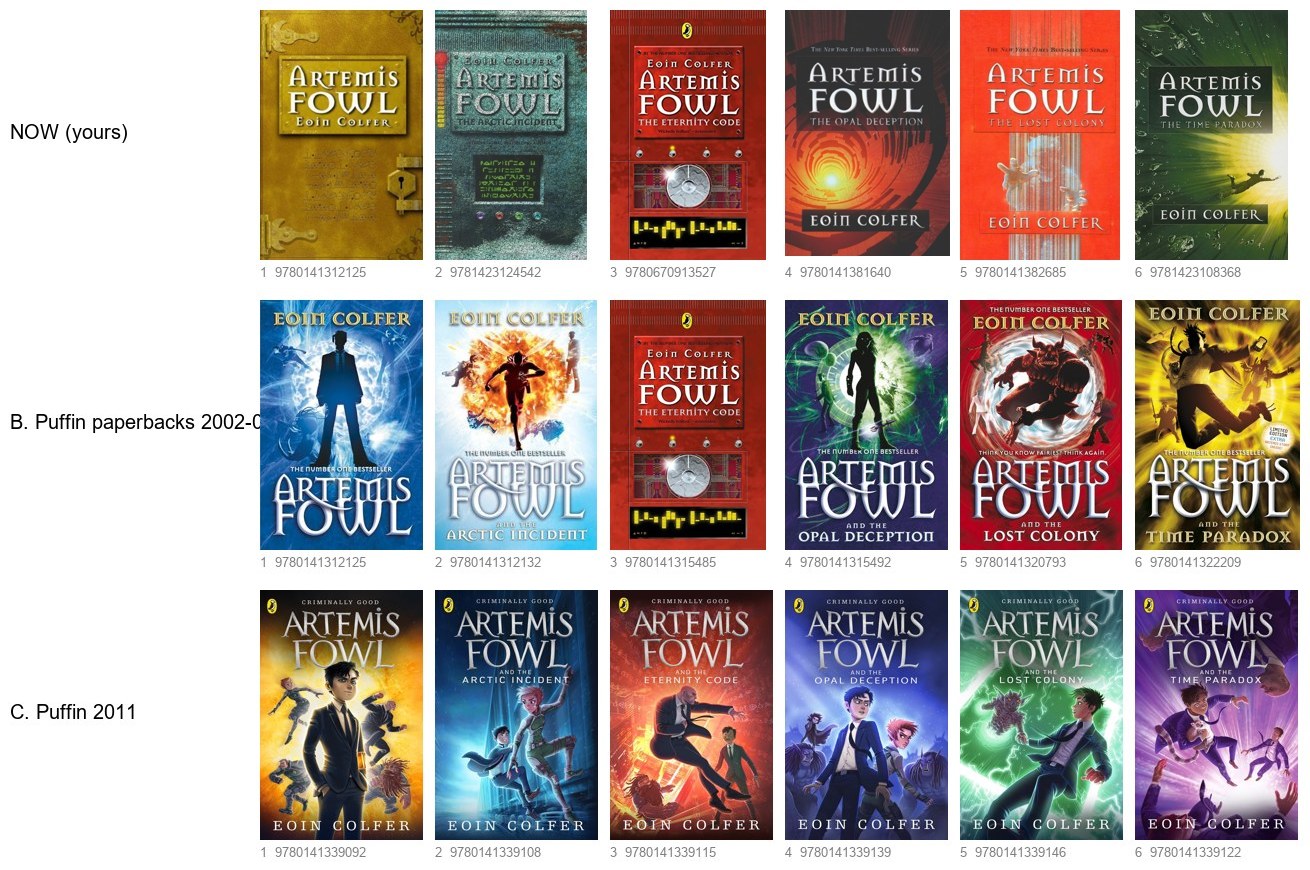 NOW (yours)
ARTEMIS
FOWL
EOIN COLFER
1 9780141312125
EOIN COLFER
ARTEMIS
FOWL
THE ARCTIC INCIDENT
2 9781423124542
EOIN COLFER
ARTEMIS
FOWL
THE ETERNITY CODE
3 9780670913527
THE NEW YORK TIMES BEST-SELLING SERIES
ARTEMIS
FOWL
THE OPAL DECEPTION
EOIN COLFER
4 9780141381640
THE NEW YORK TIMES BEST-SELLING SERIES
ARTEMIS
FOWL
THE LOST COLONY
EOIN COLFER
5 9780141382685
ARTEMIS
FOWL
THE TIME PARADOX
EOIN COLFER
6 9781423108368
B. Puffin paperbacks 2002-0
EOIN COLFER
THE NUMBER ONE BESTSELLER
ARTEMIS
FOWL
1 9780141312125
EOIN COLFER
THE NUMBER ONE BESTSELLER
ARTEMIS
FOWL
AND THE
ARCTIC INCIDENT
2 9780141312132
EOIN COLFER
ARTEMIS
FOWL
THE ETERNITY CODE
3 9780141315485
EOIN COLFER
THE NUMBER ONE BESTSELLER
ARTEMIS
FOWL
AND THE
OPAL DECEPTION
4 9780141315492
THE NUMBER ONE BESTSELLER
EOIN COLFER
THINK YOU KNOW FAIRIES? THINK AGAIN.
ARTEMIS
FOWL
AND THE
LOST COLONY
5 9780141320793
EOIN COLFER
LIMITED
EDITION
EXTRA
THE NUMBER ONE BESTSELLER
ARTEMIS
FOWL
AND THE
TIME PARADOX
6 9780141322209
C. Puffin 2011
CRIMINALLY GOOD
ARTEMIS
FOWL
EOIN COLFER
1 9780141339092
CRIMINALLY GOOD
ARTEMIS
FOWL
AND THE
ARCTIC INCIDENT
EOIN COLFER
2 9780141339108
CRIMINALLY GOOD
ARTEMIS
FOWL
AND THE
ETERNITY CODE
EOIN COLFER
3 9780141339115
CRIMINALLY GOOD
ARTEMIS
FOWL
AND THE
OPAL DECEPTION
EOIN COLFER
4 9780141339139
CRIMINALLY GOOD
ARTEMIS
FOWL
AND THE
LOST COLONY
EOIN COLFER
5 9780141339146
CRIMINALLY GOOD
ARTEMIS
FOWL
AND THE
TIME PARADOX
EOIN COLFER
6 9780141339122